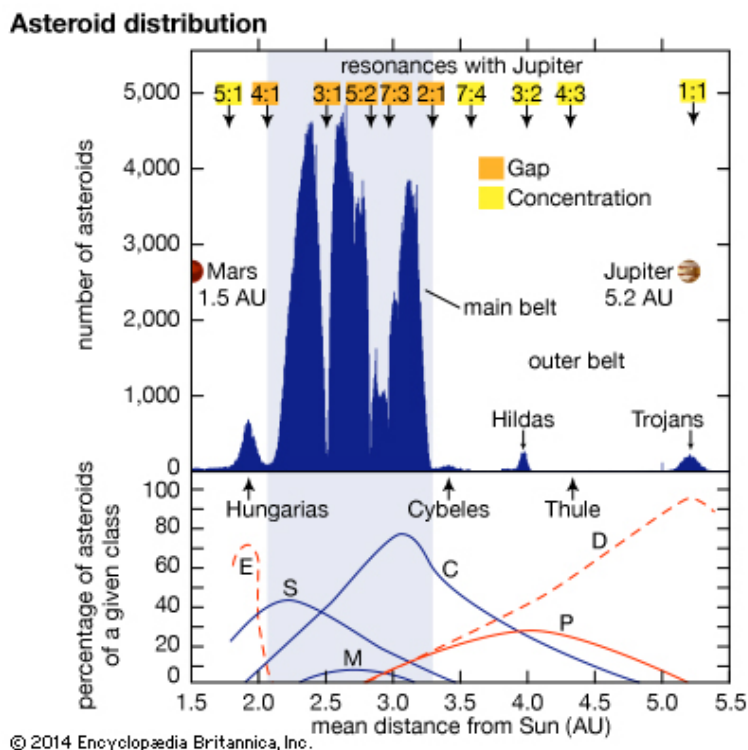 Asteroid distribution
resonances with Jupiter
5:1 4:1 3:1 5:2 7:3 2:1 7:4 3:2 4:3 1:1
5,000
4,000
3,000
2,000
1,000
0
number of asteroids
Gap
Concentration
Mars
1.5 AU
Jupiter
5.2 AU
main belt
outer belt
Hildas
Trojans
Hungarias
Cybeles
Thule
100
80
60
40
20
0
percentage of asteroids
of a given class
E
S
M
C
D
P
1.5 2.0 2.5 3.0 3.5 4.0 4.5 5.0 5.5
mean distance from Sun (AU)
© 2014 Encyclopædia Britannica, Inc.